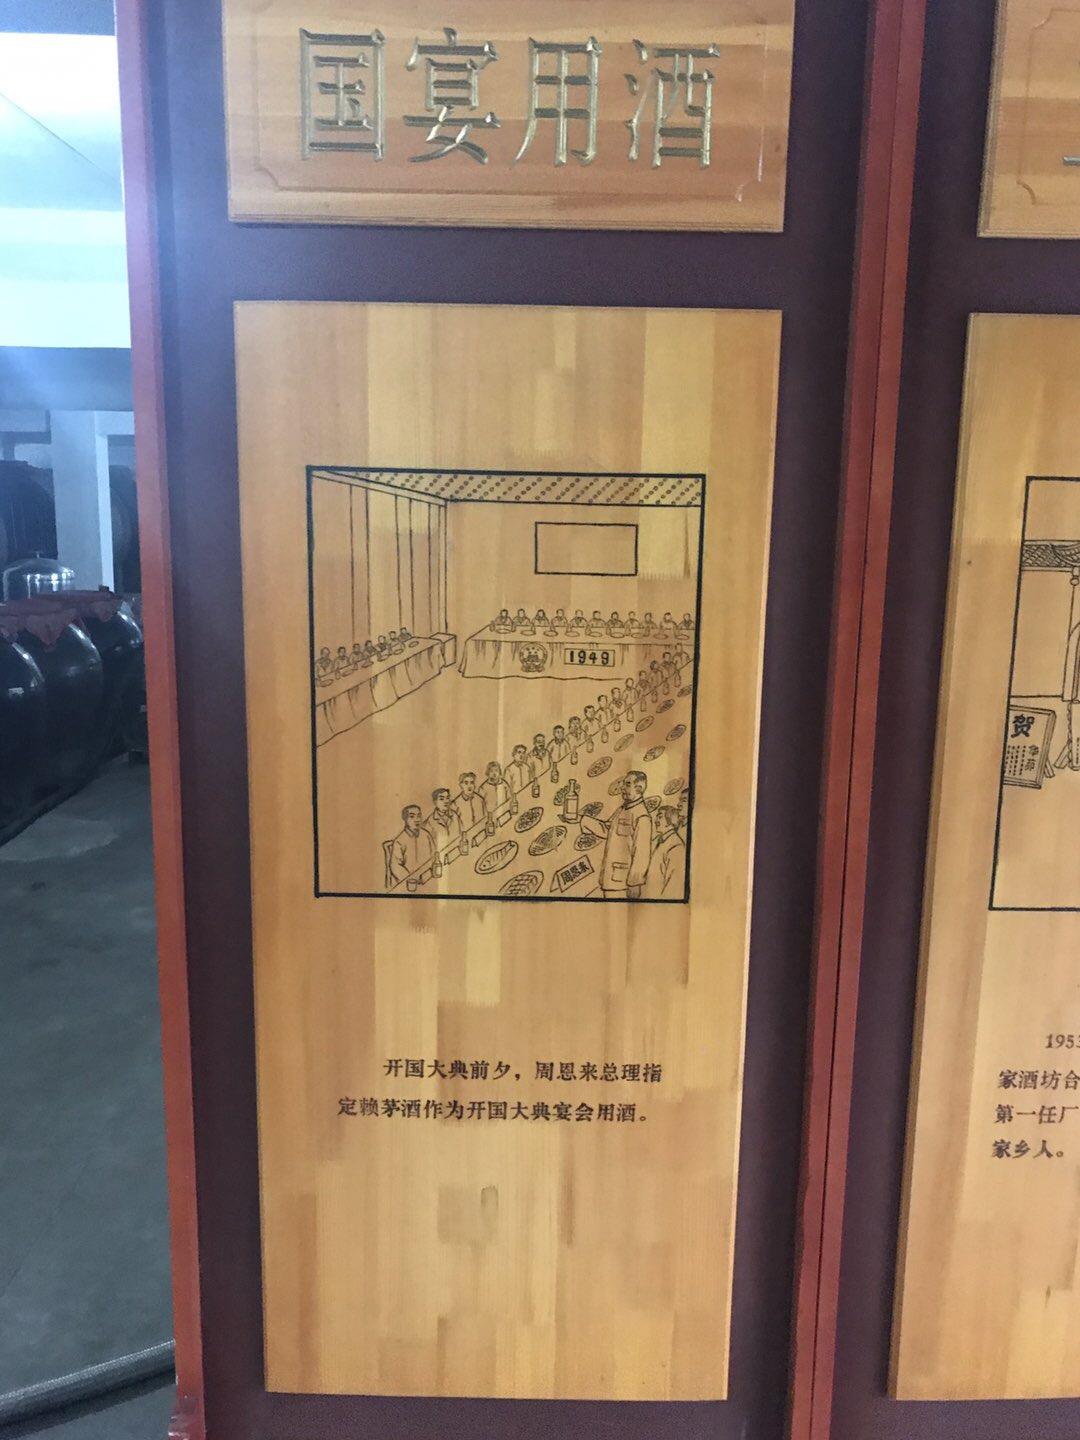 国宴用酒
1949
周恩来
开国大典前夕，周恩来总理指
定赖茅酒作为开国大典宴会用酒。
贺
华茅
1953
家酒坊合
第一任厂
家乡人。